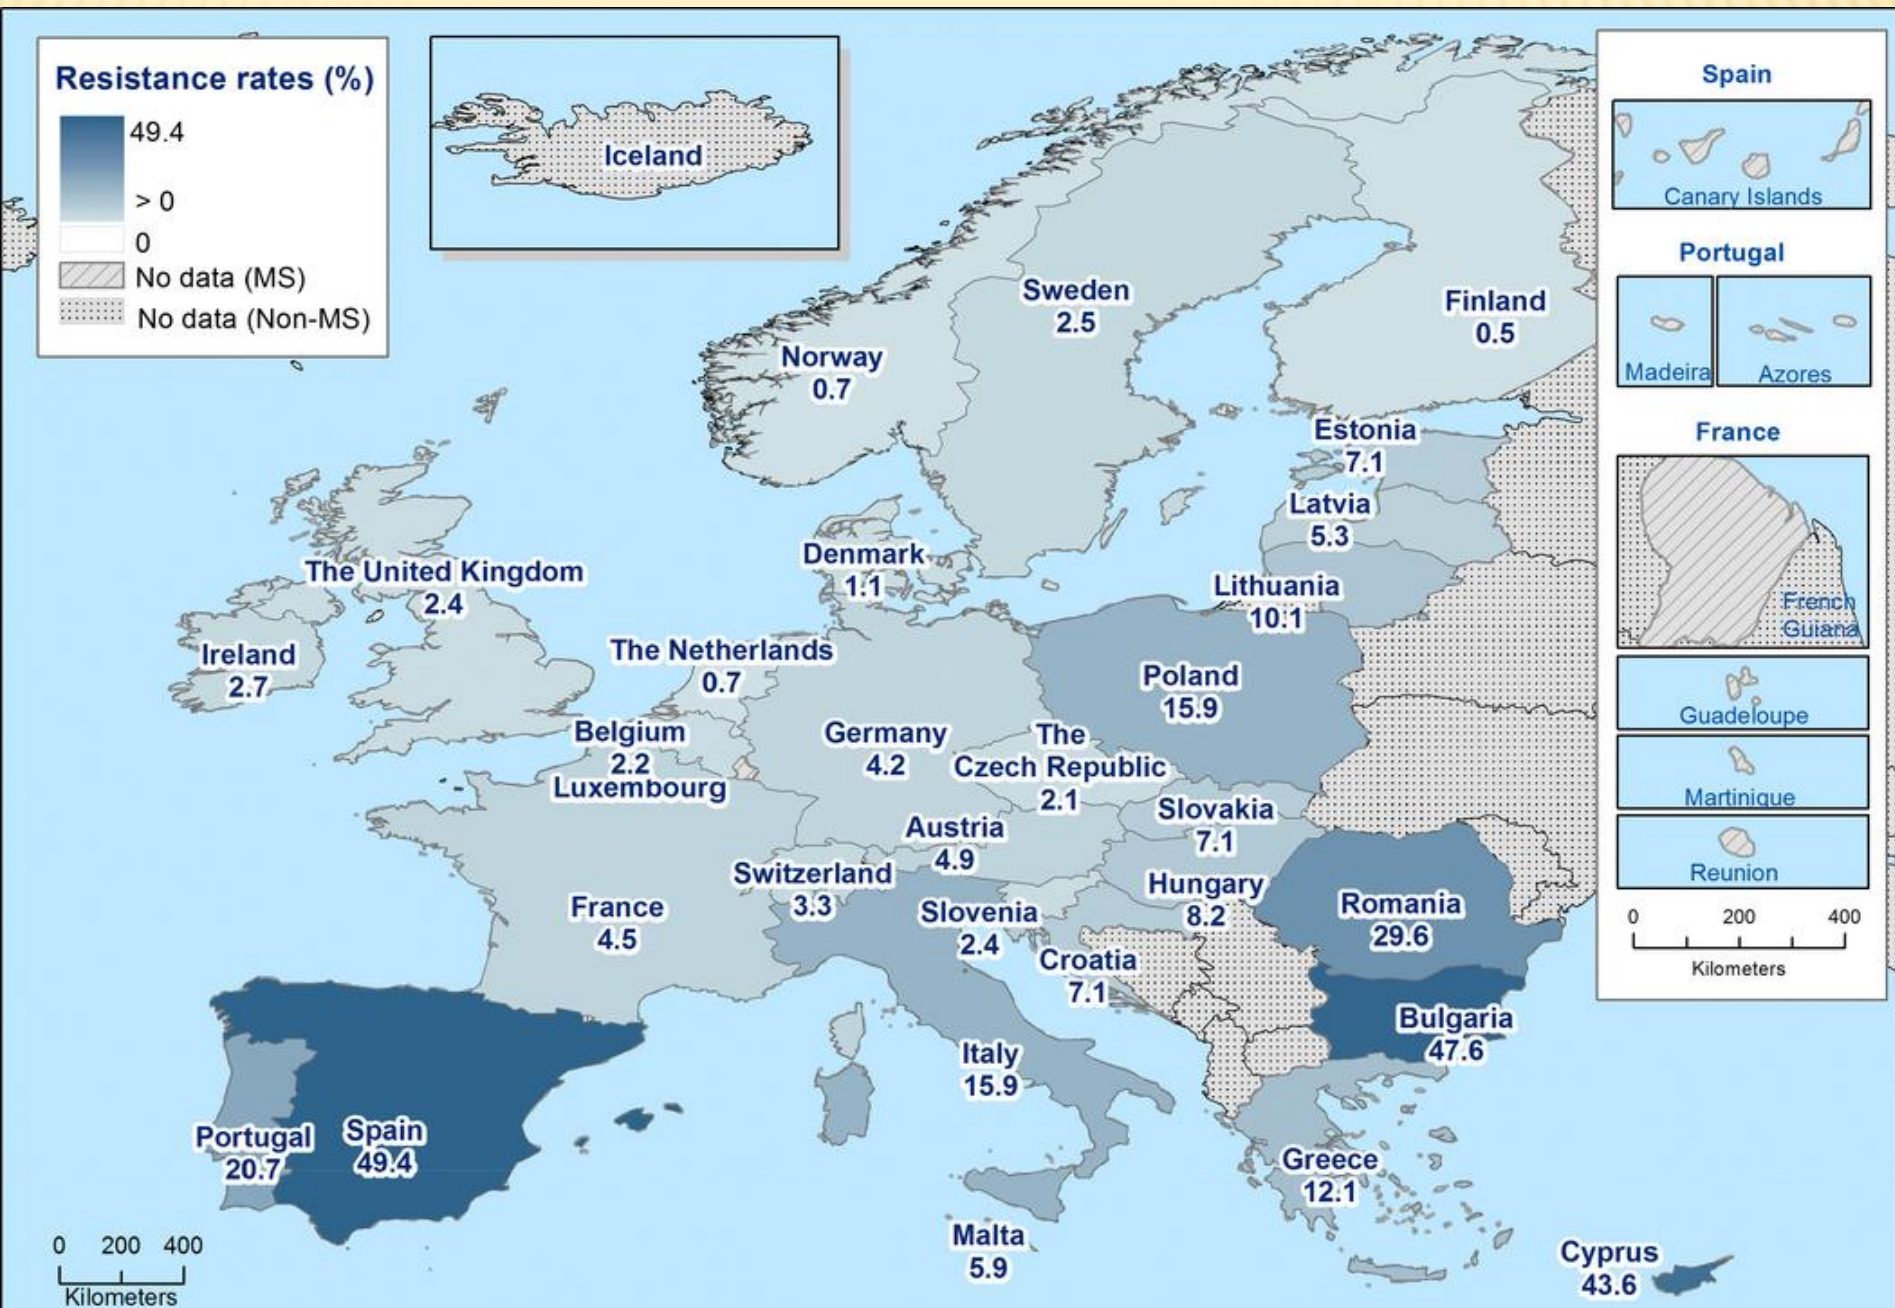 Resistance rates (%)
49.4
> 0
0
No data (MS)
No data (Non-MS)
Iceland
Sweden
2.5
Finland
0.5
Norway
0.7
Estonia
7.1
Latvia
5.3
Denmark
1.1
The United Kingdom
2.4
Lithuania
10.1
Ireland
2.7
The Netherlands
0.7
Poland
15.9
Belgium
2.2
Luxembourg
Germany
4.2
The
Czech Republic
2.1
Slovakia
7.1
Austria
4.9
Switzerland
3.3
Hungary
8.2
France
4.5
Slovenia
2.4
Romania
29.6
Croatia
7.1
Bulgaria
47.6
Italy
15.9
Portugal
20.7
Spain
49.4
Greece
12.1
Malta
5.9
Cyprus
43.6
0 200 400
Kilometers
Spain
Canary Islands
Portugal
Madeira
Azores
France
French
Guiana
Guadeloupe
Martinique
Reunion
0 200 400
Kilometers